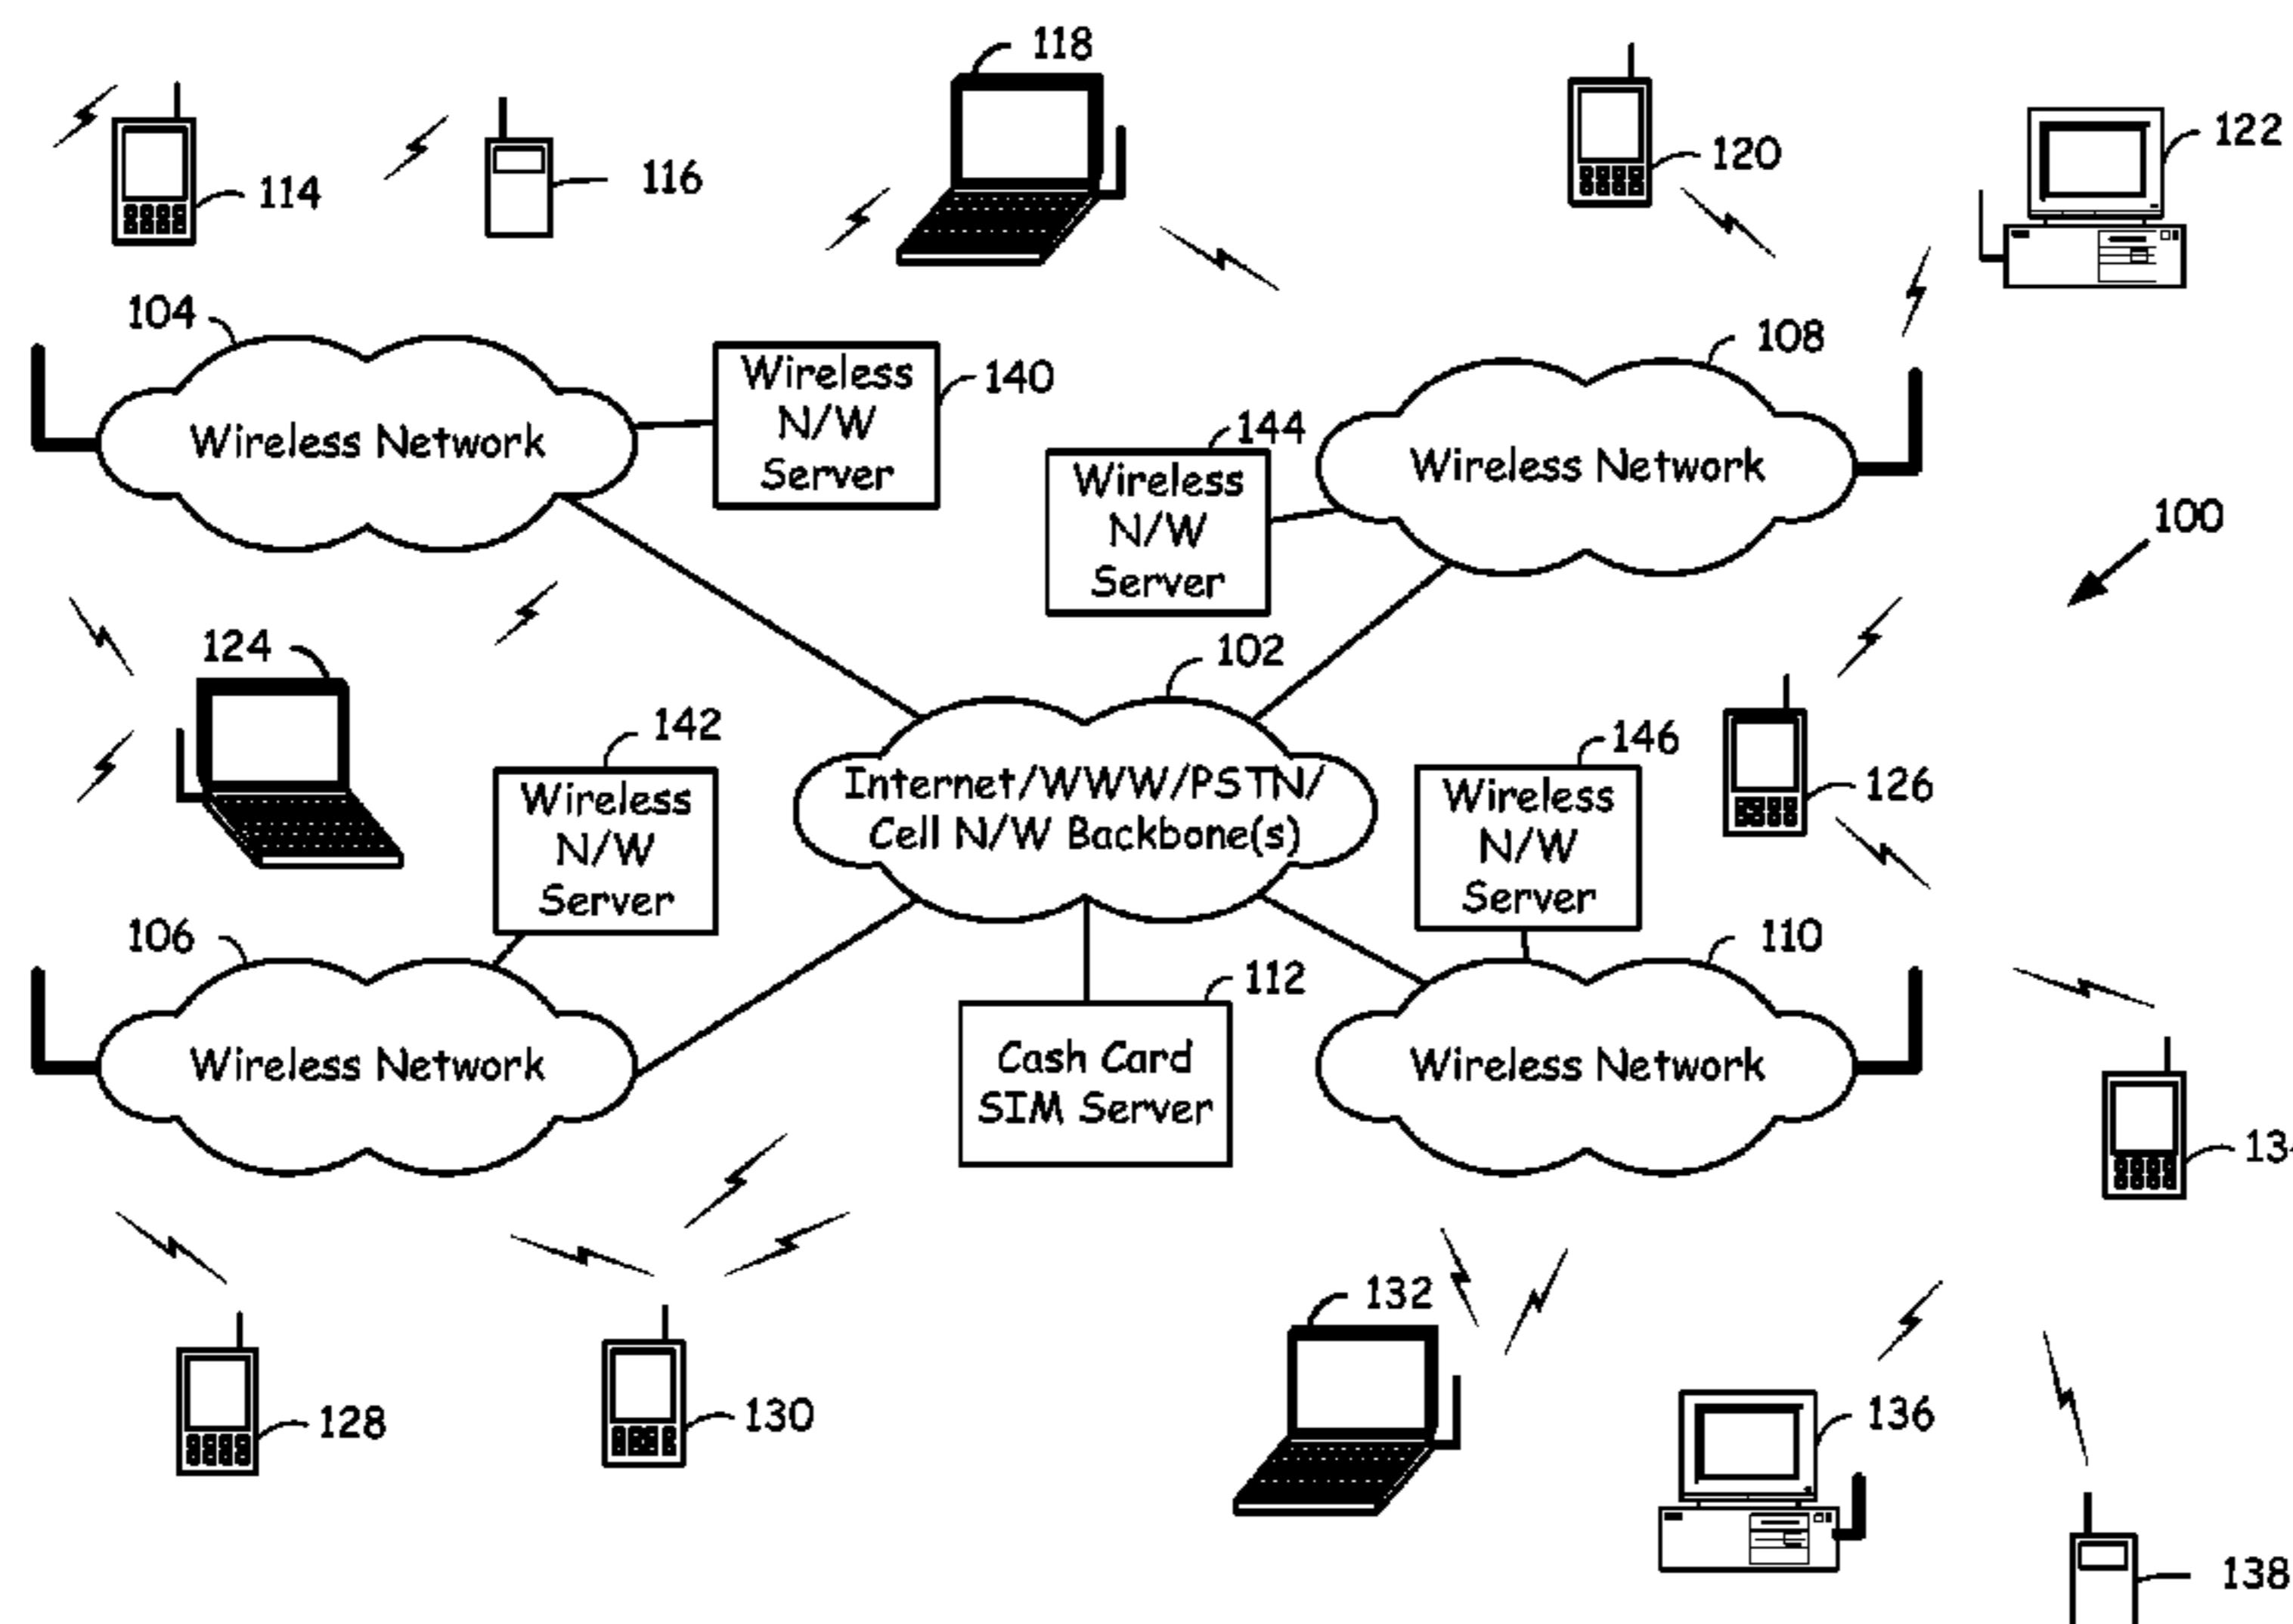 118
120
122
114
116
104
108
Wireless
N/W
Server
140
144
Wireless Network
Wireless
N/W
Server
Wireless Network
100
124
102
142
146
Internet/WWW/PSTN/
Cell N/W Backbone(s)
Wireless
N/W
Server
Wireless
N/W
Server
126
106
110
112
Wireless Network
Cash Card
SIM Server
Wireless Network
132
128
130
136
138